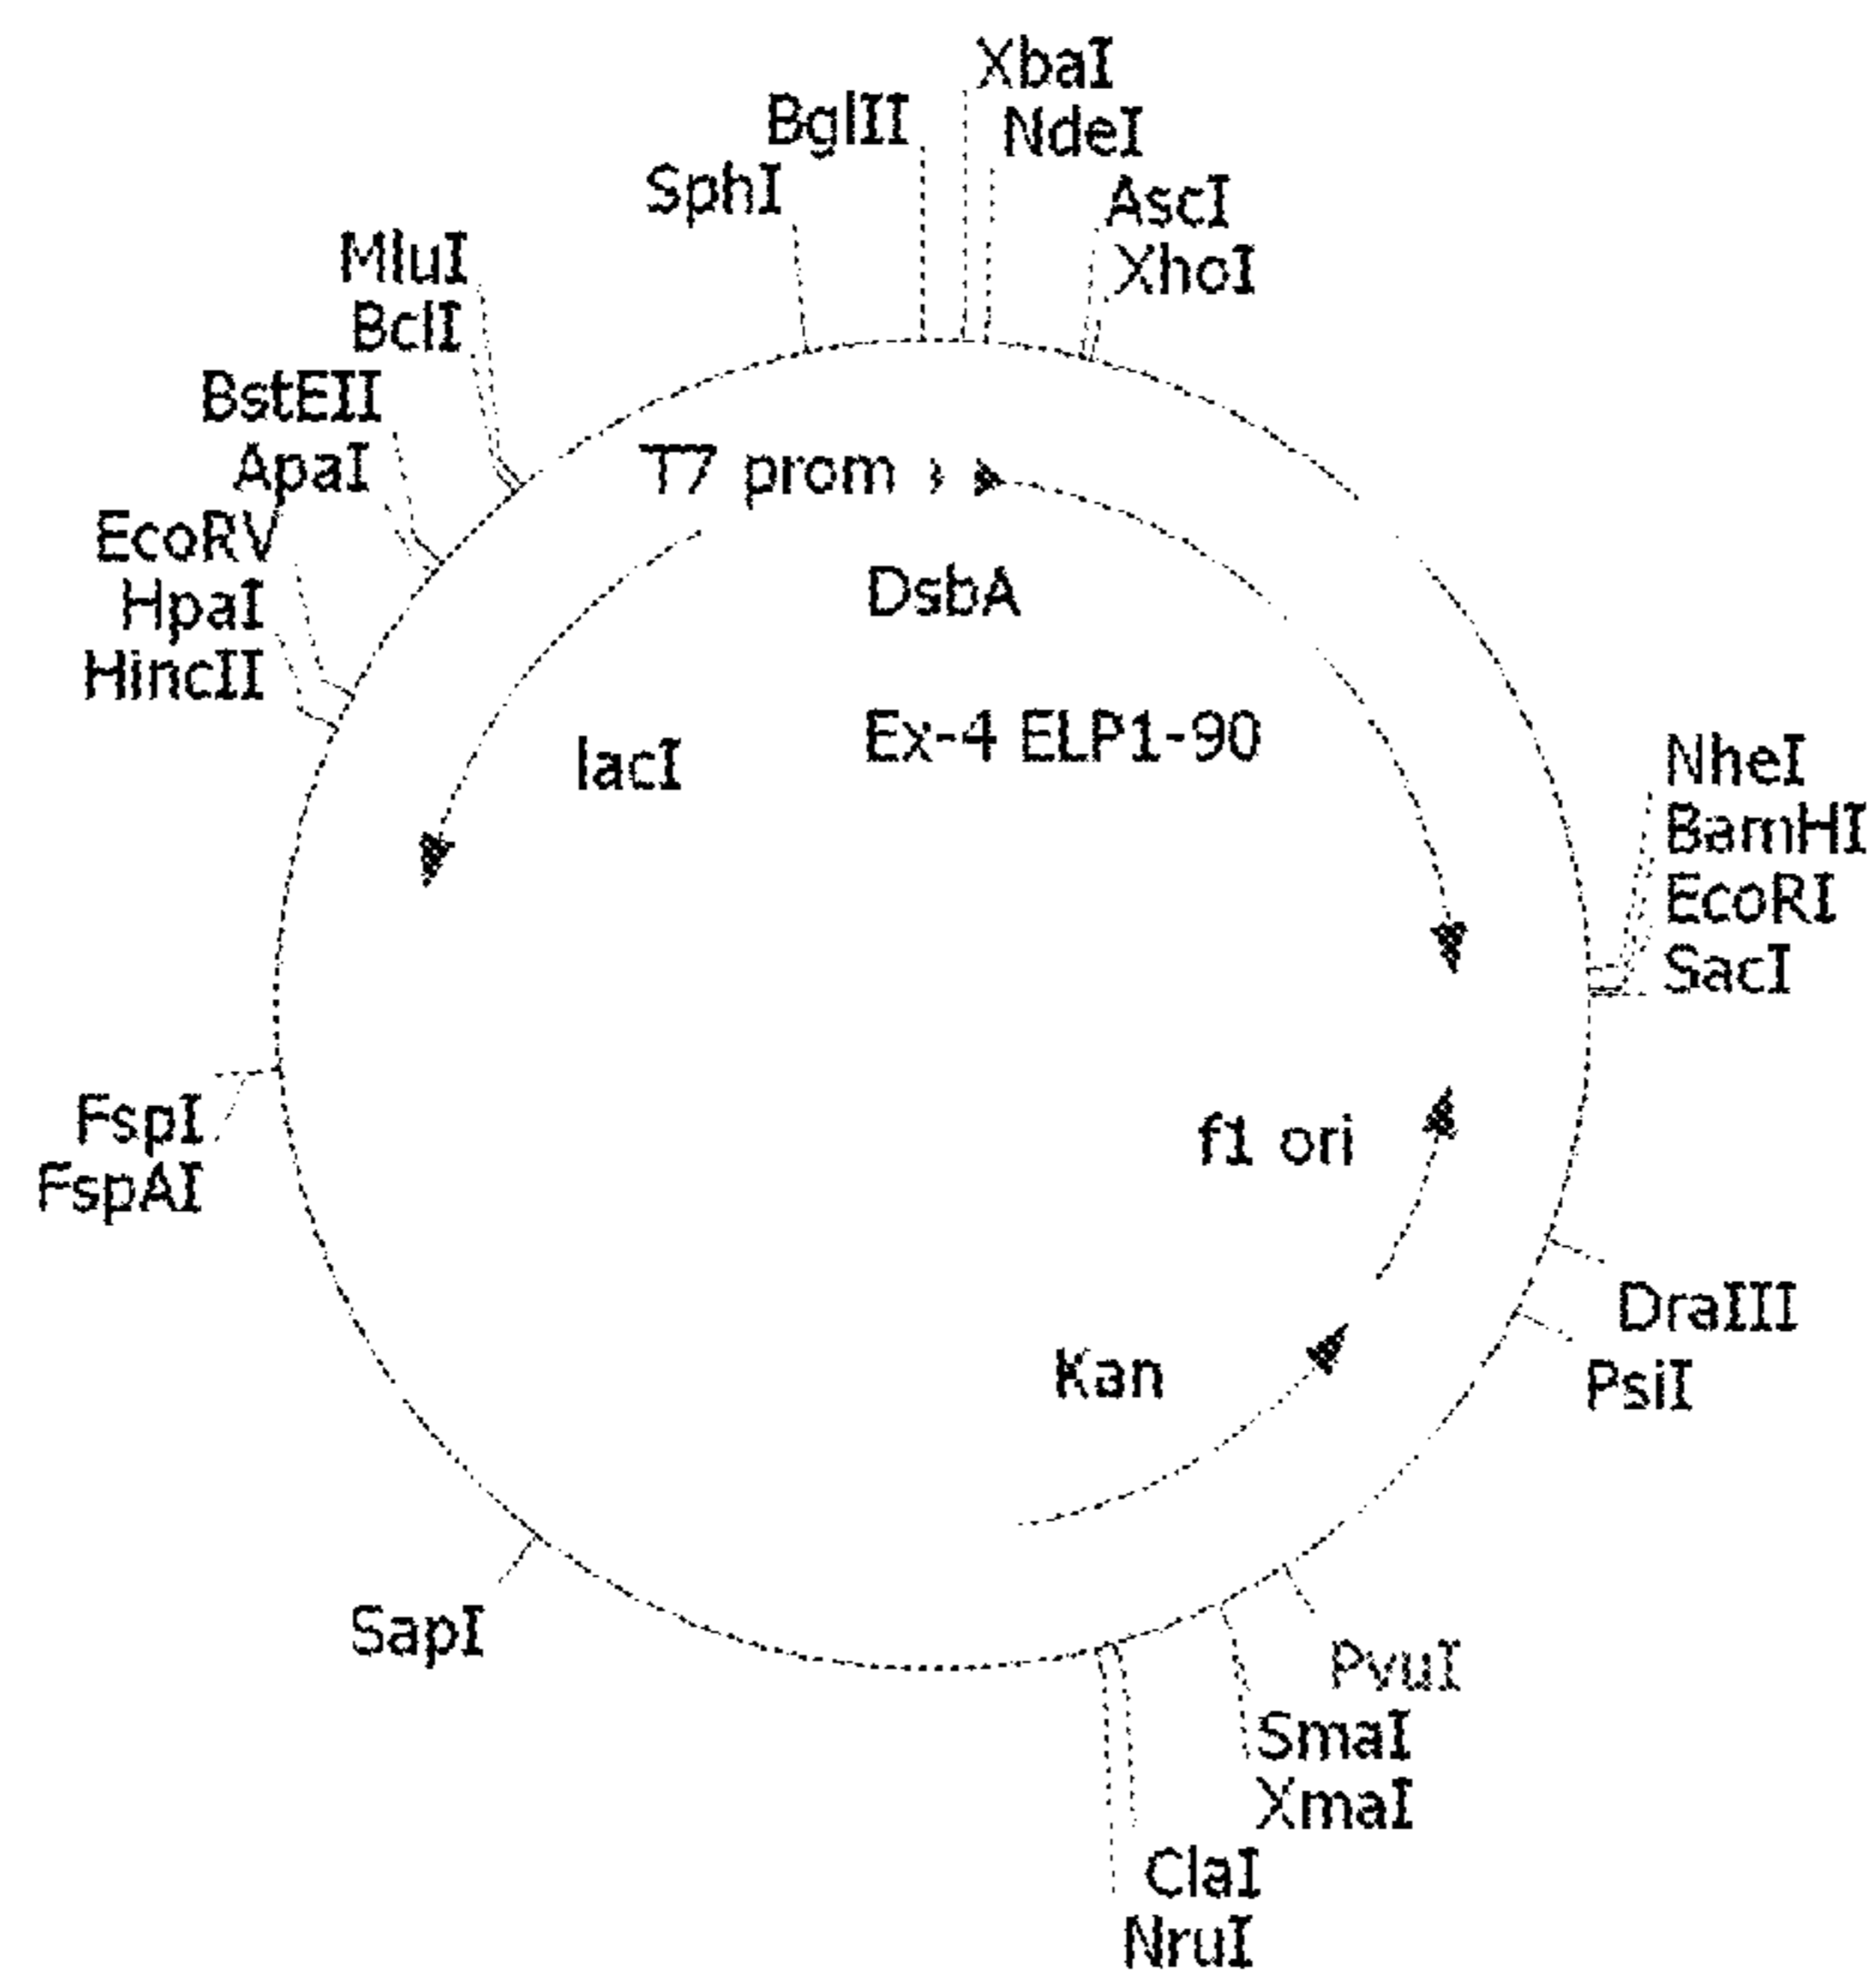 XbaI
BglII
NdeI
SphI
AscI
XhoI
MluI
BclI
BstEII
ApaI
EcoRV
HpaI
HincII
T7 prom
DsbA
Ex-4 ELP1-90
lacI
NheI
BamHI
EcoRI
SacI
FspI
FspAI
f1 ori
DraIII
PsiI
Kan
SapI
PvuI
SmaI
XmaI
ClaI
NruI